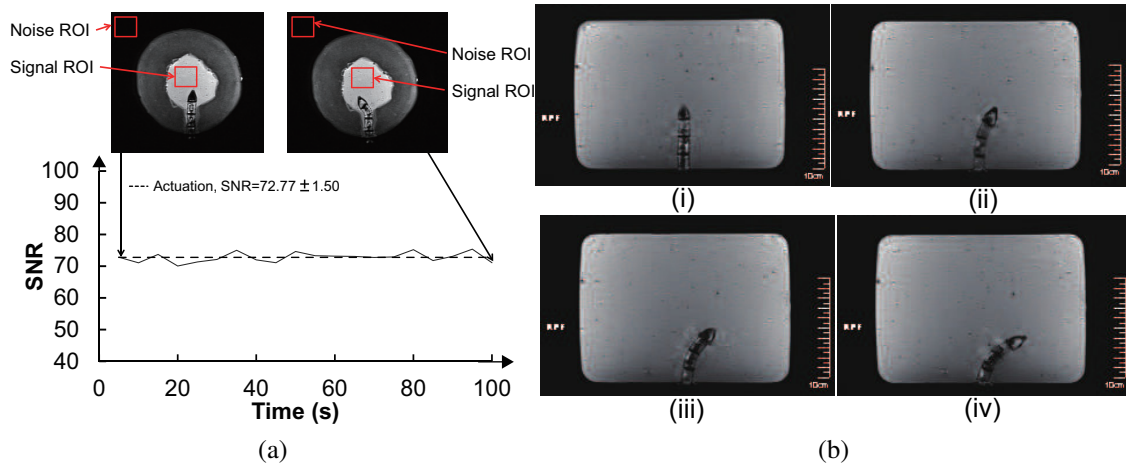 Noise ROI
Signal ROI
Noise ROI
Signal ROI
100
90
80
70
60
50
40
SNR
Actuation, SNR=72.77 ± 1.50
0 20 40 60 80 100
Time (s)
(a)
RPF
10cm
(i)
RPF
10cm
(ii)
RPF
10cm
(iii)
RPF
10cm
(iv)
(b)